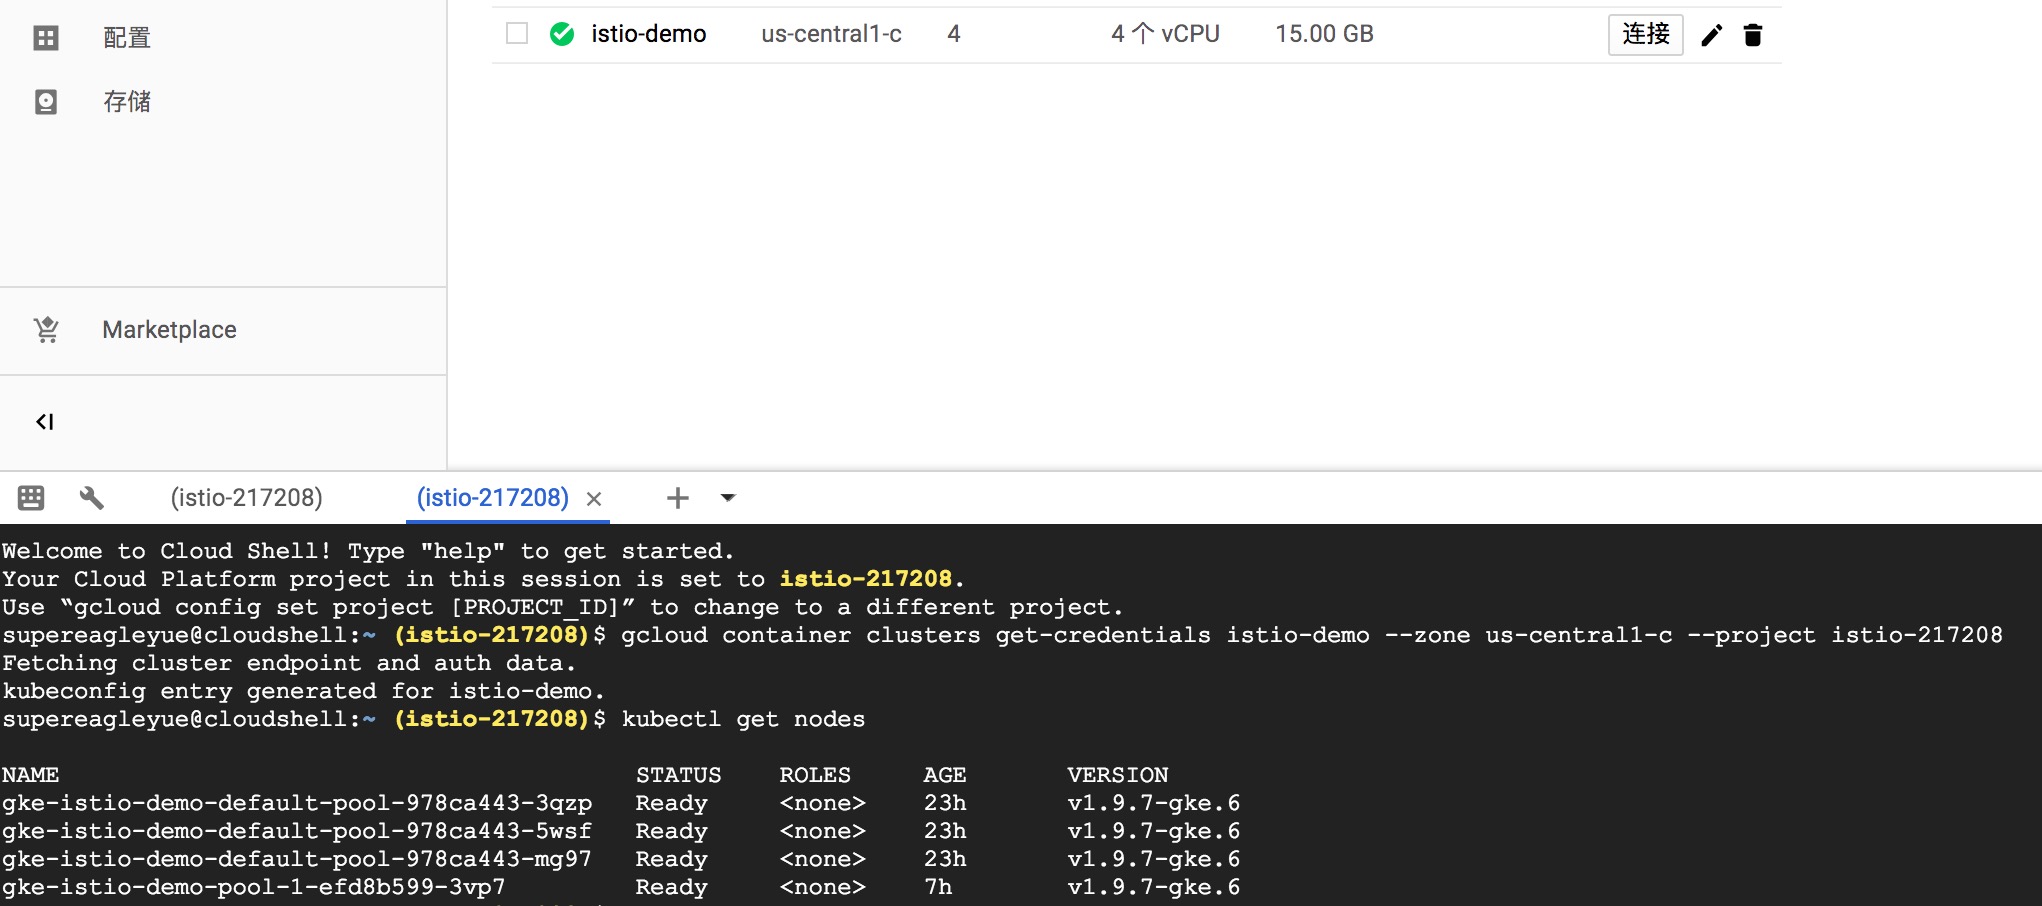 配置
istio-demo us-central1-c 4 4 个 vCPU 15.00 GB 连接
存储
Marketplace
(istio-217208) (istio-217208)
Welcome to Cloud Shell! Type "help" to get started.
Your Cloud Platform project in this session is set to istio-217208.
Use “gcloud config set project [PROJECT_ID]” to change to a different project.
supereagleyue@cloudshell:~ (istio-217208)$ gcloud container clusters get-credentials istio-demo --zone us-central1-c --project istio-217208
Fetching cluster endpoint and auth data.
kubeconfig entry generated for istio-demo.
supereagleyue@cloudshell:~ (istio-217208)$ kubectl get nodes
NAME STATUS ROLES AGE VERSION
gke-istio-demo-default-pool-978ca443-3qzp Ready <none> 23h v1.9.7-gke.6
gke-istio-demo-default-pool-978ca443-5wsf Ready <none> 23h v1.9.7-gke.6
gke-istio-demo-default-pool-978ca443-mg97 Ready <none> 23h v1.9.7-gke.6
gke-istio-demo-pool-1-efd8b599-3vp7 Ready <none> 7h v1.9.7-gke.6